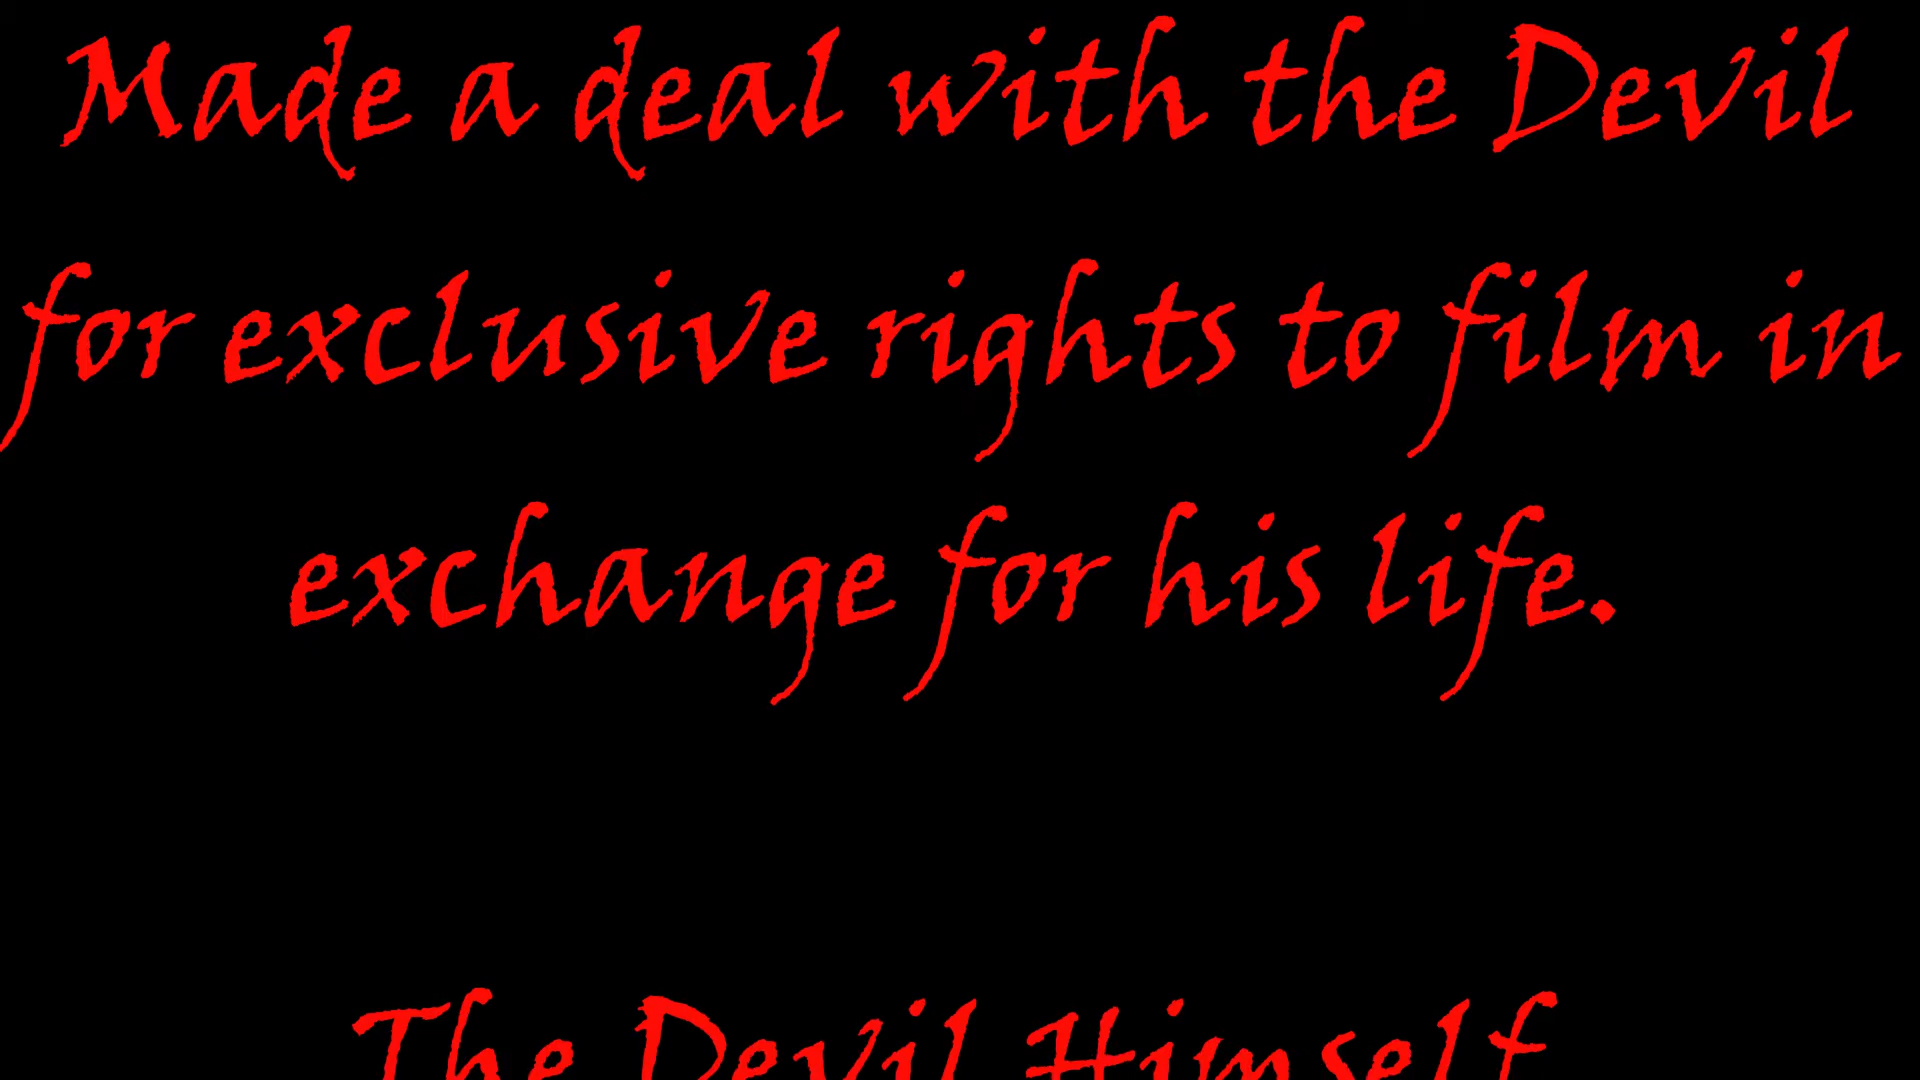 Made a deal with the Devil
for exclusive rights to film in
exchange for his life.
The Devil Himself